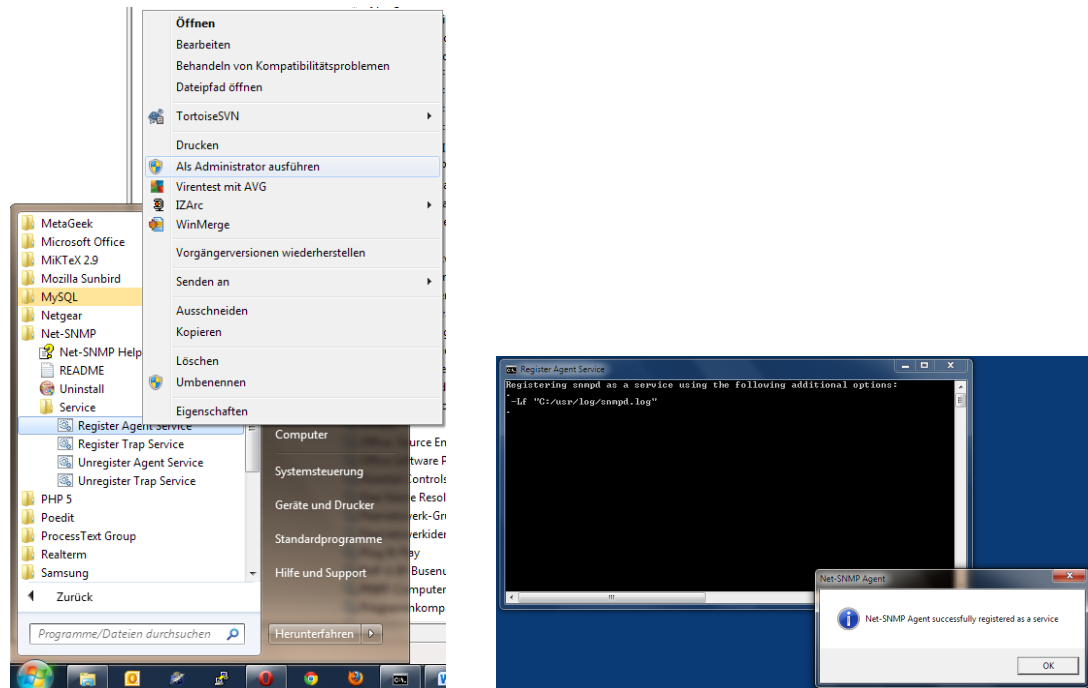 Öffnen
Bearbeiten
Behandeln von Kompatibilitätsproblemen
Dateipfad öffnen
TortoiseSVN
Drucken
Als Administrator ausführen
Virentest mit AVG
IZArc
WinMerge
Vorgängerversionen wiederherstellen
Senden an
Ausschneiden
Kopieren
Löschen
Umbenennen
Eigenschaften
MetaGeek
Microsoft Office
MiKTeX 2.9
Mozilla Sunbird
MySQL
Netgear
Net-SNMP
Net-SNMP Help
README
Uninstall
Service
Register Agent Service
Register Trap Service
Unregister Agent Service
Unregister Trap Service
PHP 5
Poedit
ProcessText Group
Realterm
Samsung
Zurück
Programme/Dateien durchsuchen
Computer
Systemsteuerung
Geräte und Drucker
Standardprogramme
Hilfe und Support
Herunterfahren
Register Agent Service
Registering snmpd as a service using the following additional options:
.
-Lf "C:/usr/log/snmpd.log"
.
Net-SNMP Agent
Net-SNMP Agent successfully registered as a service
OK